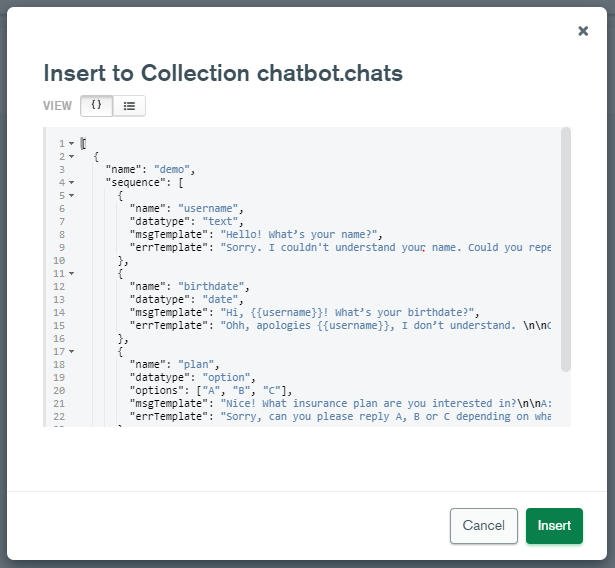 Insert to Collection chatbot.chats
VIEW {}
1 [
2 {
3 "name": "demo",
4 "sequence": [
5 {
6 "name": "username",
7 "datatype": "text",
8 "msgTemplate": "Hello! What’s your name?",
9 "errTemplate": "Sorry. I couldn't understand your name. Could you repe
10 },
11 {
12 "name": "birthdate",
13 "datatype": "date",
14 "msgTemplate": "Hi, {{username}}! What’s your birthdate?",
15 "errTemplate": "Ohh, apologies {{username}}, I don’t understand. \n\nC
16 },
17 {
18 "name": "plan",
19 "datatype": "option",
20 "options": ["A", "B", "C"],
21 "msgTemplate": "Nice! What insurance plan are you interested in?\n\nA:
22 "errTemplate": "Sorry, can you please reply A, B or C depending on wha
Cancel
Insert